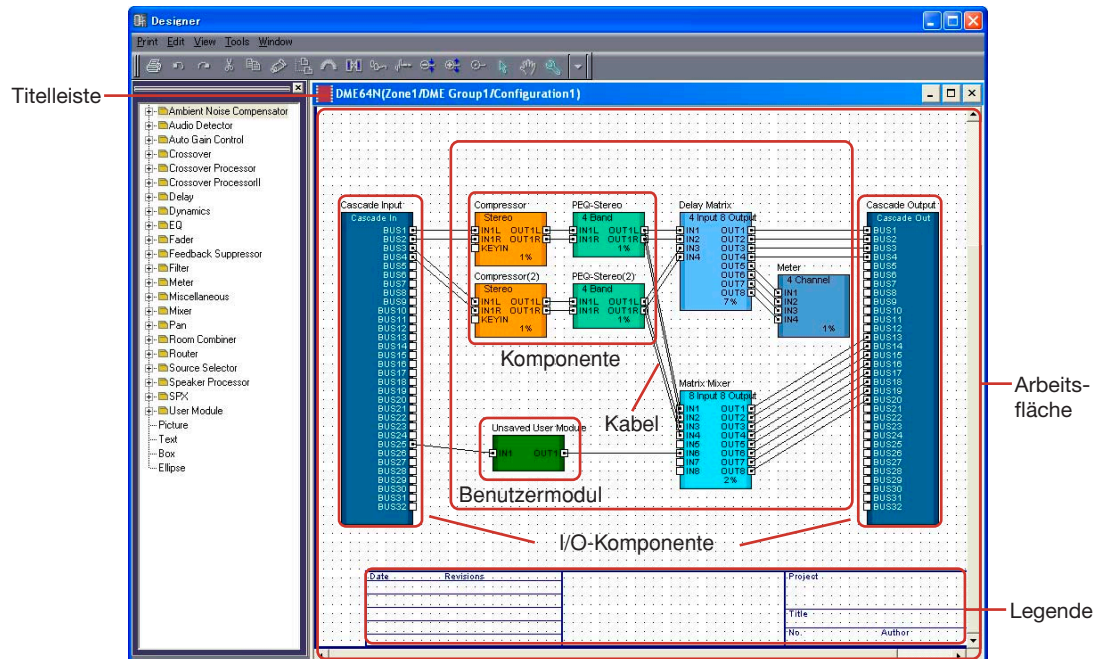 Designer
Print Edit View Tools Window
Titelleiste
DME64N(Zone1/DME Group1/Configuration1)
Ambient Noise Compensator
Audio Detector
Auto Gain Control
Crossover
Crossover Processor
Crossover ProcessorII
Delay
Dynamics
EQ
Fader
Feedback Suppressor
Filter
Meter
Miscellaneous
Mixer
Pan
Room Combiner
Router
Source Selector
Speaker Processor
SPX
User Module
Picture
Text
Box
Ellipse
Cascade Input
Cascade In
BUS1
BUS2
BUS3
BUS4
BUS5
BUS6
BUS7
BUS8
BUS9
BUS10
BUS11
BUS12
BUS13
BUS14
BUS15
BUS16
BUS17
BUS18
BUS19
BUS20
BUS21
BUS22
BUS23
BUS24
BUS25
BUS26
BUS27
BUS28
BUS29
BUS30
BUS31
BUS32
Compressor
Stereo
IN1L OUT1L
IN1R OUT1R
KEYIN
1%
PEQ-Stereo
4 Band
IN1L OUT1L
IN1R OUT1R
1%
Compressor(2)
Stereo
IN1L OUT1L
IN1R OUT1R
KEYIN
1%
PEQ-Stereo(2)
4 Band
IN1L OUT1L
IN1R OUT1R
1%
Komponente
Delay Matrix
4 Input 8 Output
IN1 OUT1
IN2 OUT2
IN3 OUT3
IN4 OUT4
OUT5
OUT6
OUT7
OUT8
7%
Meter
4 Channel
IN1
IN2
IN3
IN4
1%
Kabel
Matrix Mixer
8 Input 8 Output
IN1 OUT1
IN2 OUT2
IN3 OUT3
IN4 OUT4
IN5 OUT5
IN6 OUT6
IN7 OUT7
IN8 OUT8
2%
Unsaved User Module
IN1 OUT1
Benutzermodul
Cascade Output
Cascade Out
BUS1
BUS2
BUS3
BUS4
BUS5
BUS6
BUS7
BUS8
BUS9
BUS10
BUS11
BUS12
BUS13
BUS14
BUS15
BUS16
BUS17
BUS18
BUS19
BUS20
BUS21
BUS22
BUS23
BUS24
BUS25
BUS26
BUS27
BUS28
BUS29
BUS30
BUS31
BUS32
Arbeits-
fläche
I/O-Komponente
Date Revisions
Project
Title
No. Author
Legende